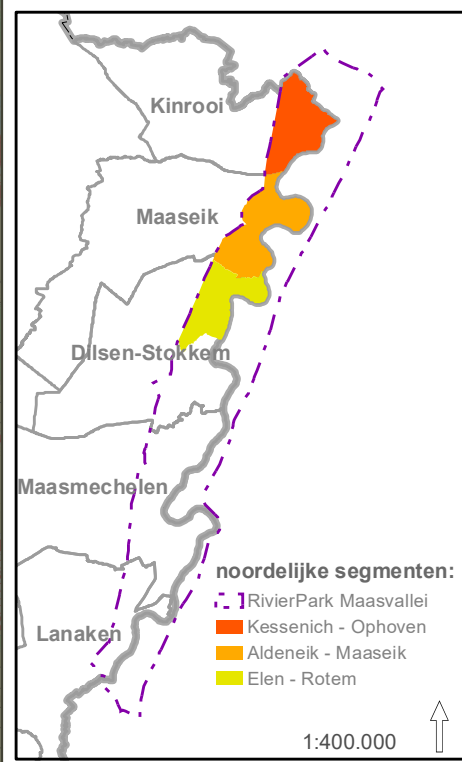 Kinrooi
Maaseik
Dilsen-Stokkem
Maasmechelen
Lanaken
noordelijke segmenten:
RivierPark Maasvallei
Kessenich - Ophoven
Aldeneik - Maaseik
Elen - Rotem
1:400.000